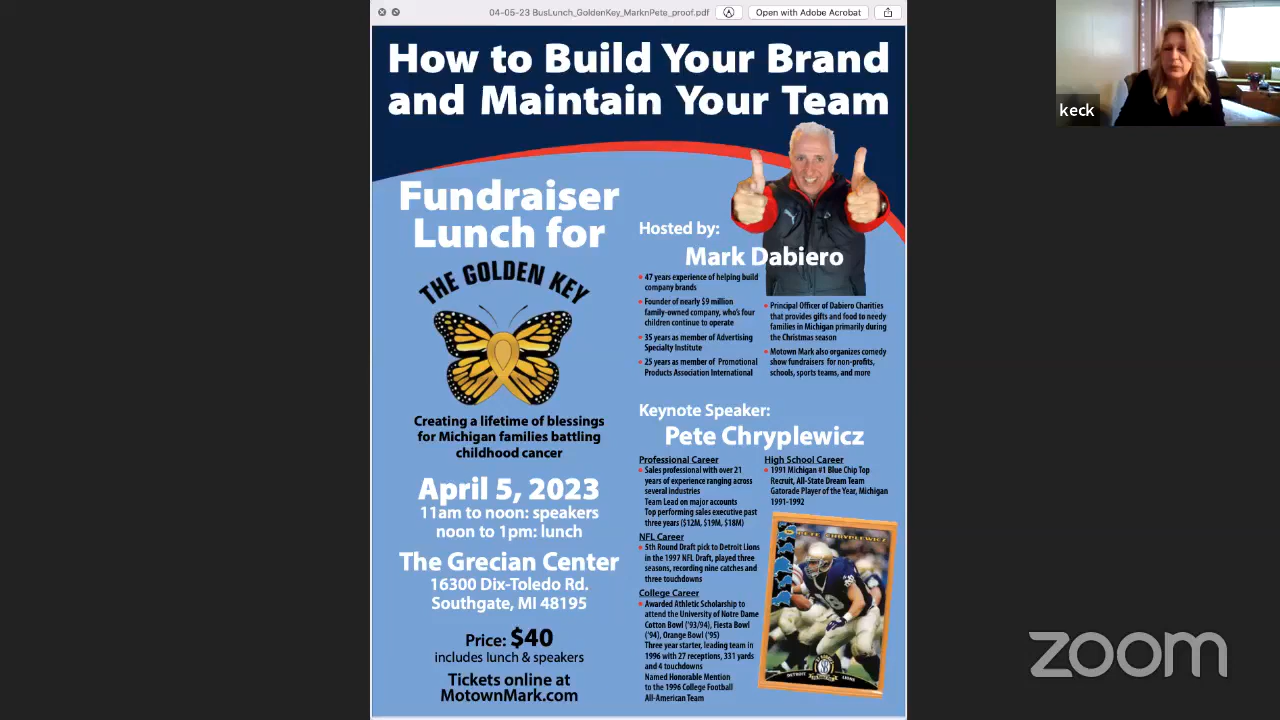 04-05-23 BusLunch_GoldenKey_MarknPete_proof.pdf
Open with Adobe Acrobat
How to Build Your Brand
and Maintain Your Team
Fundraiser
Lunch for
THE GOLDEN KEY
Creating a lifetime of blessings
for Michigan families battling
childhood cancer
April 5, 2023
11am to noon: speakers
noon to 1pm: lunch
The Grecian Center
16300 Dix-Toledo Rd.
Southgate, MI 48195
Price: $40
includes lunch & speakers
Tickets online at
MotownMark.com
Hosted by:
Mark Dabiero
47 years experience of helping build
company brands
Founder of nearly $9 million
family-owned company, who's four
children continue to operate
35 years as member of Advertising
Specialty Institute
25 years as member of Promotional
Products Association International
Principal Officer of Dabiero Charities
that provides gifts and food to needy
families in Michigan primarily during
the Christmas season
Motown Mark also organizes comedy
show fundraisers for non-profits,
schools, sports teams, and more
Keynote Speaker:
Pete Chryplewicz
Professional Career
Sales professional with over 21
years of experience ranging across
several industries
Team Lead on major accounts
Top performing sales executive past
three years ($12M, $19M, $18M)
NFL Career
5th Round Draft pick to Detroit Lions
in the 1997 NFL Draft, played three
seasons, recording nine catches and
three touchdowns
College Career
Awarded Athletic Scholarship to
attend the University of Notre Dame
Cotton Bowl ('93/94), Fiesta Bowl
('94), Orange Bowl ('95)
Three year starter, leading team in
1996 with 27 receptions, 331 yards
and 4 touchdowns
Named Honorable Mention
to the 1996 College Football
All-American Team
High School Career
1991 Michigan #1 Blue Chip Top
Recruit, All-State Dream Team
Gatorade Player of the Year, Michigan
1991-1992
PETE CHRYPLEWICZ
DETROIT LIONS
keck
zoom